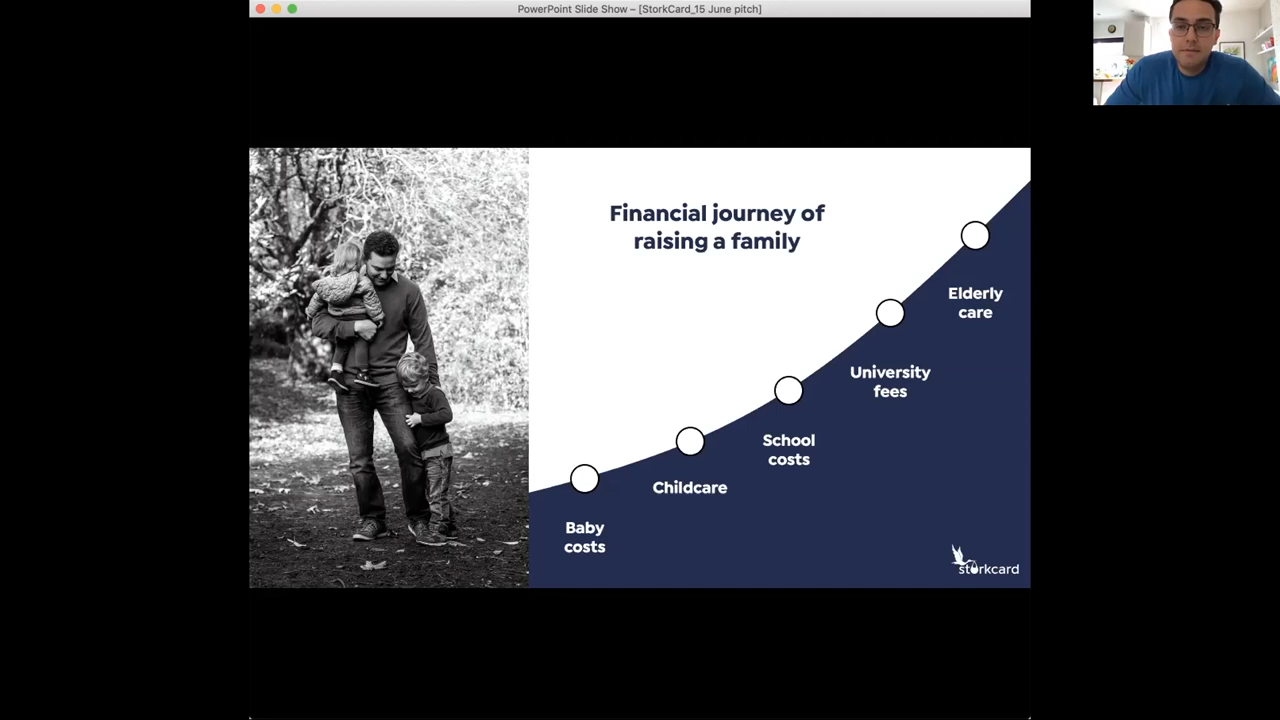 PowerPoint Slide Show – [StorkCard_15 June pitch]
Financial journey of
raising a family
Elderly
care
University
fees
School
costs
Childcare
Baby
costs
storkcard